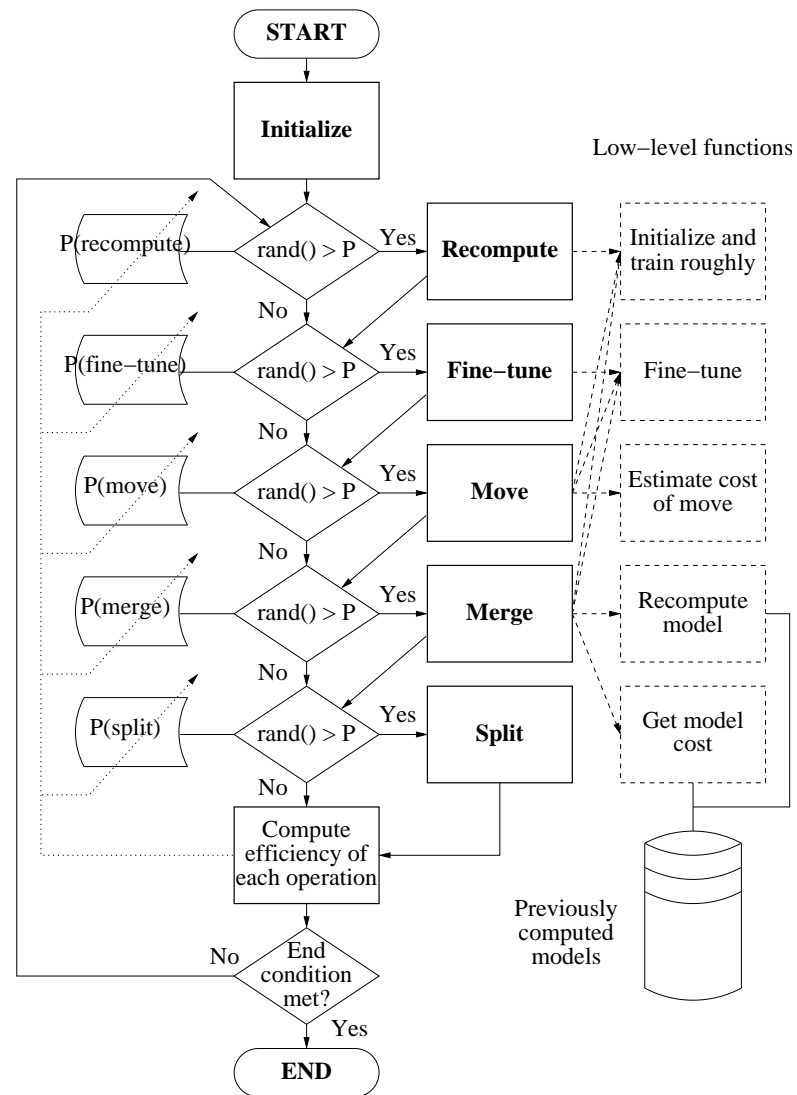 START
Initialize
Low−level functions
P(recompute)
rand() > P
Yes
Recompute
Initialize and
train roughly
No
P(fine−tune)
rand() > P
Yes
Fine−tune
Fine−tune
No
P(move)
rand() > P
Yes
Move
Estimate cost
of move
No
P(merge)
rand() > P
Yes
Merge
Recompute
model
No
P(split)
rand() > P
Yes
Split
Get model
cost
No
Compute
efficiency of
each operation
Previously
computed
models
No
End
condition
met?
Yes
END